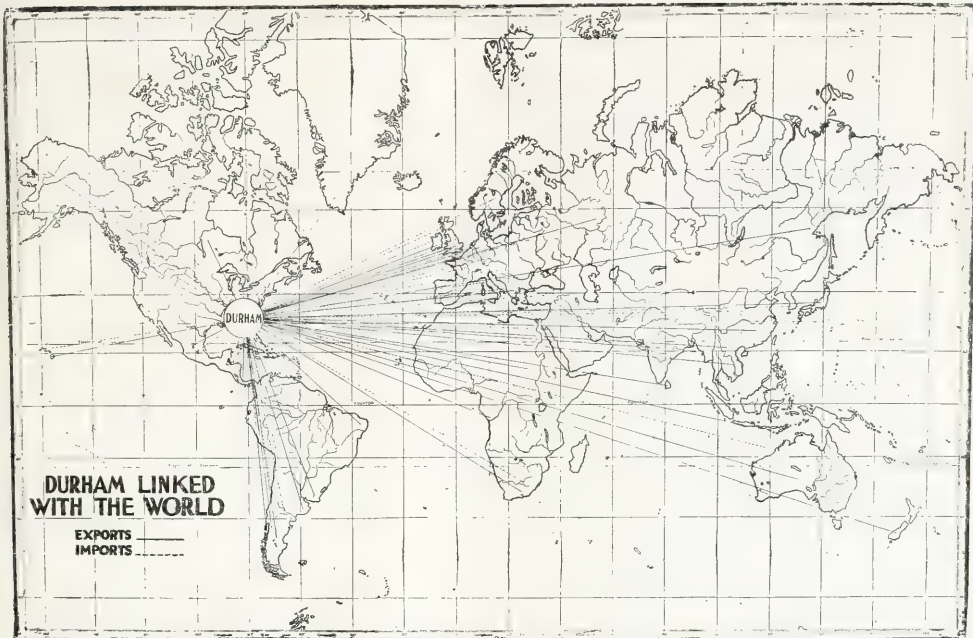 DURHAM
DURHAM LINKED
WITH THE WORLD
EXPORTS
IMPORTS